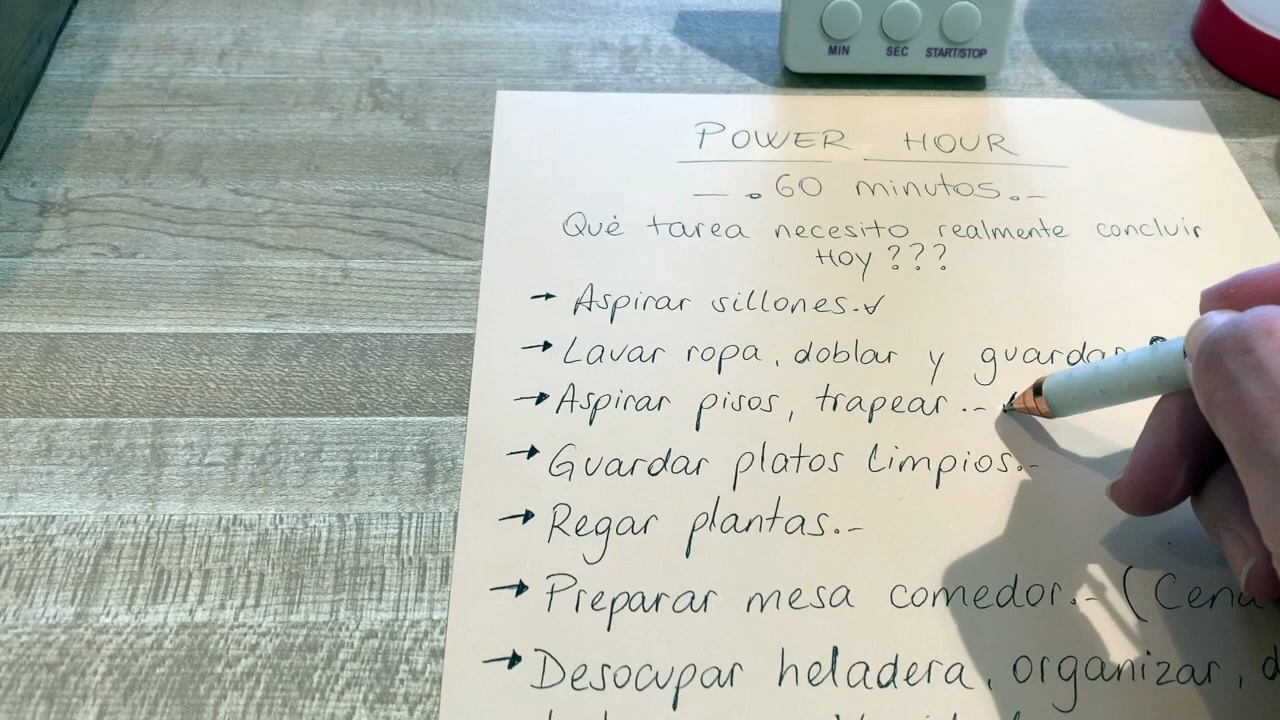 MIN SEC START/STOP
POWER HOUR
— . 60 minutos.-
Qué tarea necesito realmente concluir
Hoy ???
→ Aspirar sillones.✓
→ Lavar ropa, doblar y guardar
→ Aspirar pisos, trapear.-
→ Guardar platos limpios.-
→ Regar plantas.-
→ Preparar mesa comedor.- (Cena
→ Desocupar heladera, organizar,